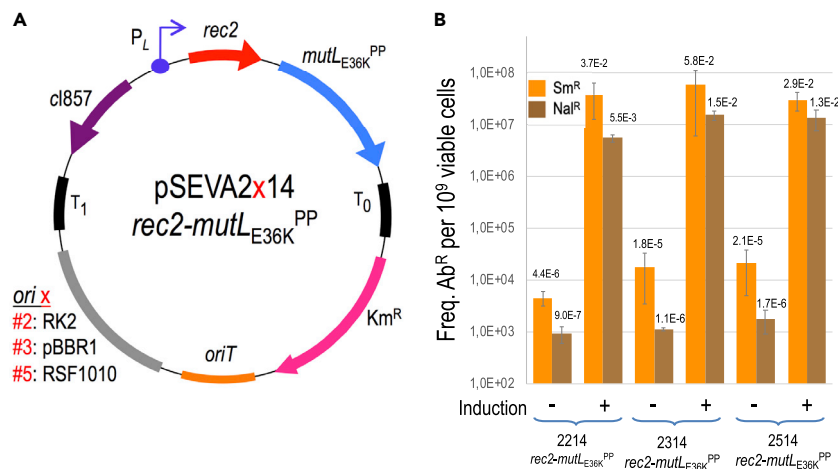 A
P_L
rec2
mutL_E36K^PP
cI857
T_1
pSEVA2x14
rec2-mutL_E36K^PP
T_0
ori x
#2: RK2
#3: pBBR1
#5: RSF1010
oriT
Km^R
B
Freq. Ab^R per 10^9 viable cells
1,0E+08
1,0E+07
1,0E+06
1,0E+05
1,0E+04
1,0E+03
1,0E+02
Sm^R
Nal^R
4.4E-6
9.0E-7
3.7E-2
5.5E-3
1.8E-5
1.1E-6
5.8E-2
1.5E-2
2.1E-5
1.7E-6
2.9E-2
1.3E-2
Induction - + - + - +
2214 2314 2514
rec2-mutL_E36K^PP rec2-mutL_E36K^PP rec2-mutL_E36K^PP